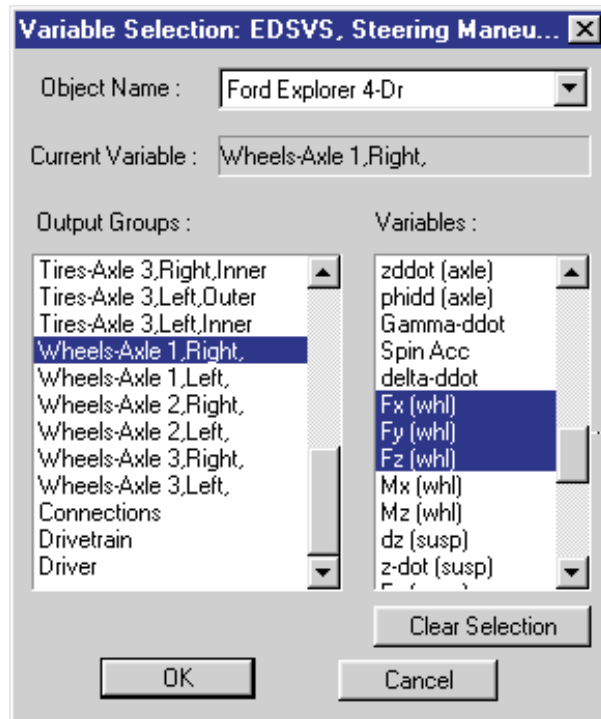 Variable Selection: EDSVS, Steering Maneu...
Object Name :
Ford Explorer 4-Dr
Current Variable :
Wheels-Axle 1,Right,
Output Groups :
Tires-Axle 3,Right,Inner
Tires-Axle 3,Left,Outer
Tires-Axle 3,Left,Inner
Wheels-Axle 1,Right,
Wheels-Axle 1,Left,
Wheels-Axle 2,Right,
Wheels-Axle 2,Left,
Wheels-Axle 3,Right,
Wheels-Axle 3,Left,
Connections
Drivetrain
Driver
Variables :
zddot (axle)
phidd (axle)
Gamma-ddot
Spin Acc
delta-ddot
Fx (whl)
Fy (whl)
Fz (whl)
Mx (whl)
Mz (whl)
dz (susp)
z-dot (susp)
Clear Selection
OK
Cancel